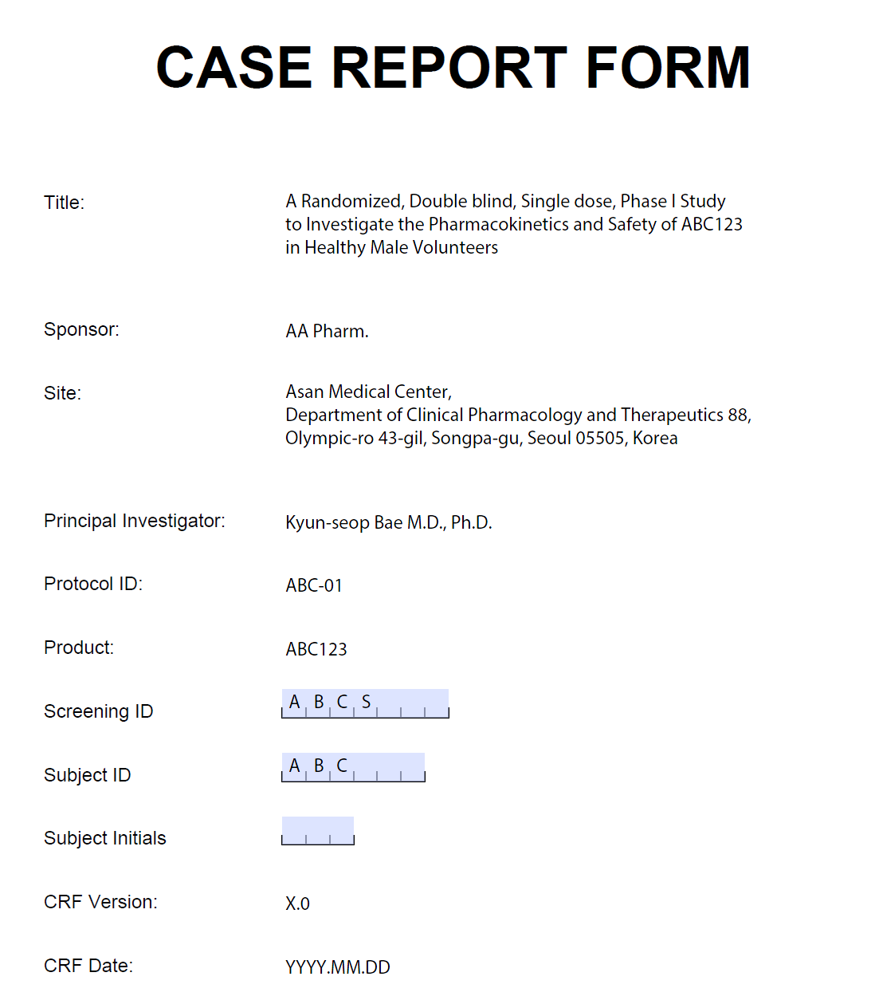 CASE REPORT FORM
Title:
A Randomized, Double blind, Single dose, Phase I Study
to Investigate the Pharmacokinetics and Safety of ABC123
in Healthy Male Volunteers
Sponsor:
AA Pharm.
Site:
Asan Medical Center,
Department of Clinical Pharmacology and Therapeutics 88,
Olympic-ro 43-gil, Songpa-gu, Seoul 05505, Korea
Principal Investigator:
Kyun-seop Bae M.D., Ph.D.
Protocol ID:
ABC-01
Product:
ABC123
Screening ID
A B C S
Subject ID
A B C
Subject Initials
CRF Version:
X.0
CRF Date:
YYYY.MM.DD